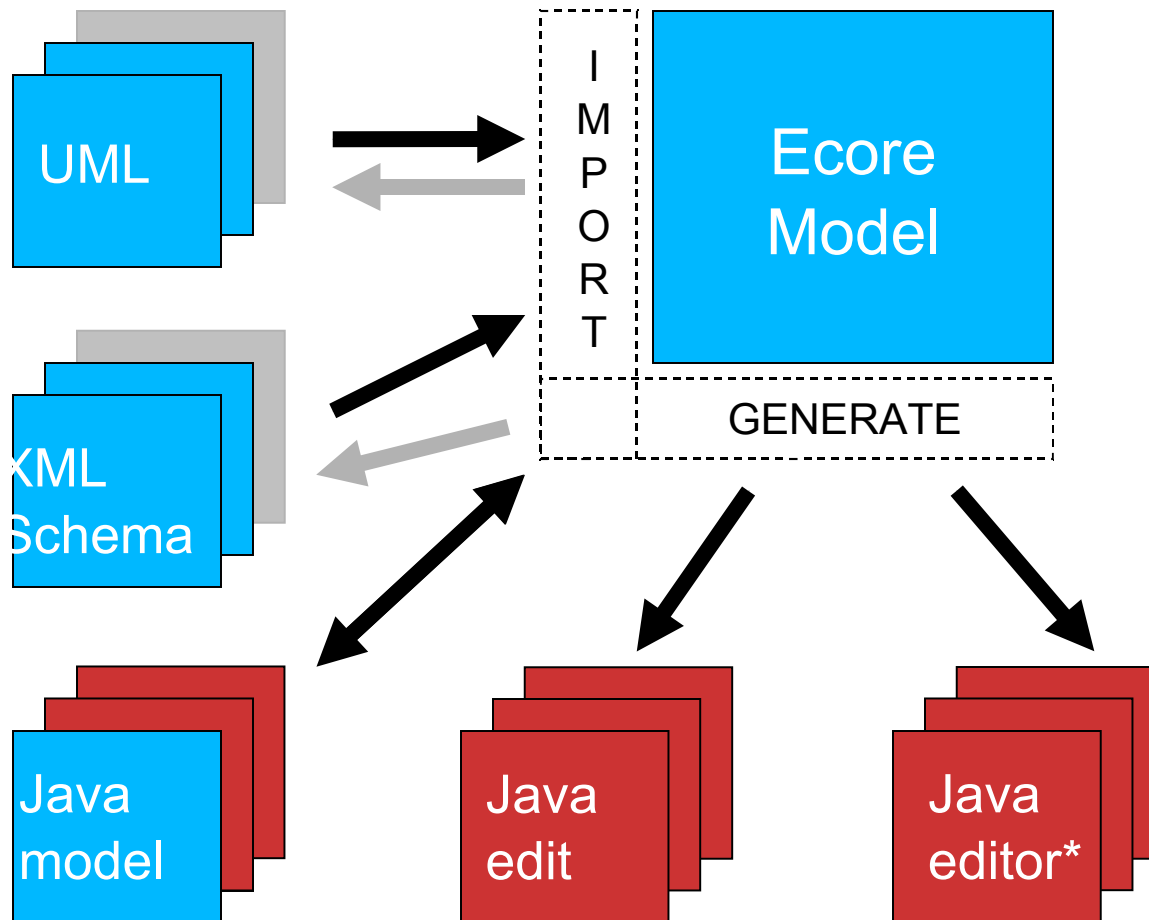 UML
I
M
P
O
R
T
Ecore
Model
GENERATE
XML
Schema
Java
model
Java
edit
Java
editor*